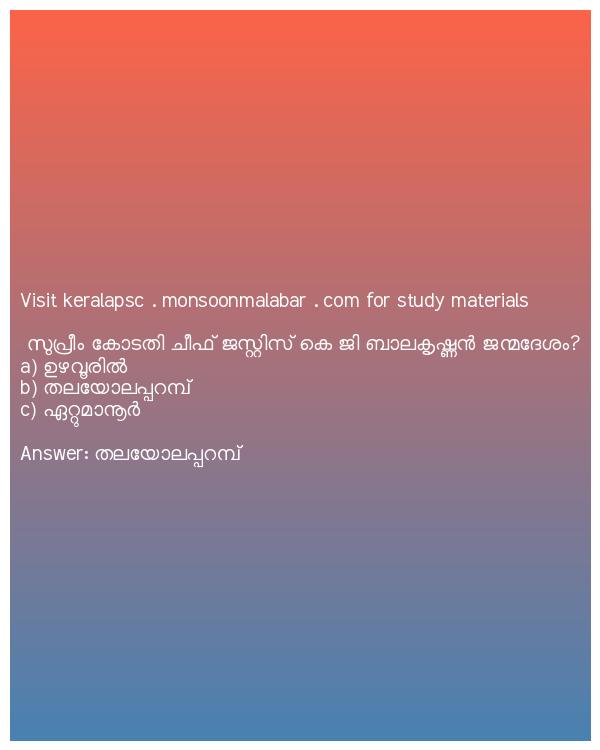 Visit keralapsc . monsoonmalabar . com for study materials
സുപ്രീം കോടതി ചീഫ് ജസ്റ്റിസ് കെ ജി ബാലകൃഷ്ണൻ ജന്മദേശം?
a) ഉഴവൂരിൽ
b) തലയോലപ്പറമ്പ്
c) ഏറ്റുമാനൂർ
Answer: തലയോലപ്പറമ്പ്